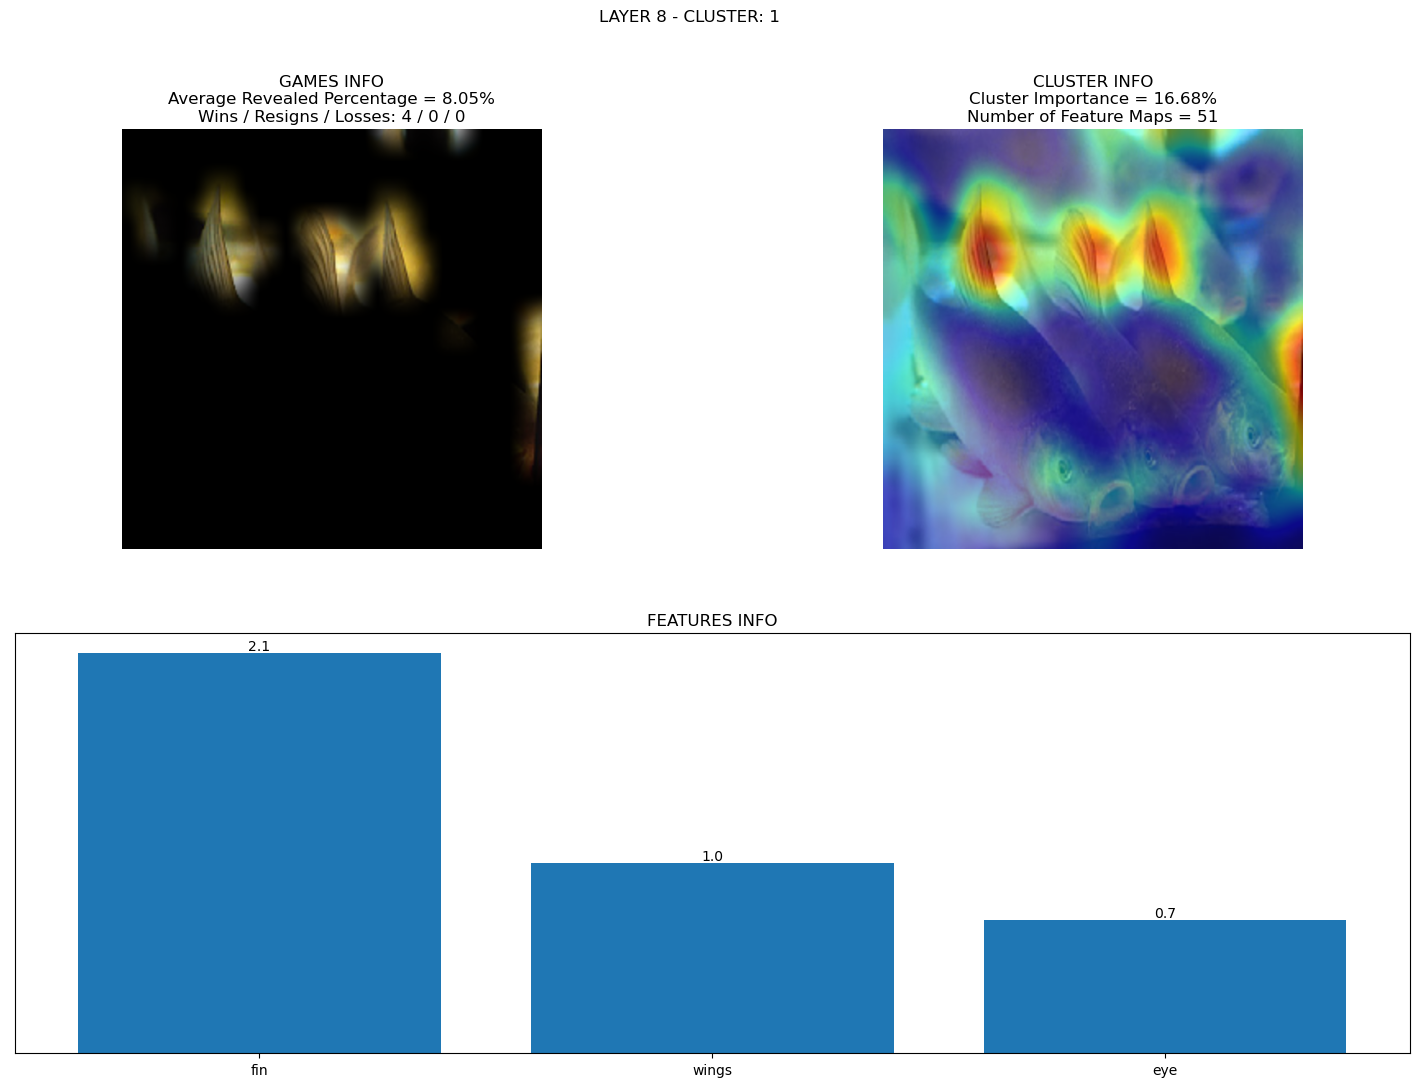 LAYER 8 - CLUSTER: 1
GAMES INFO
Average Revealed Percentage = 8.05%
Wins / Resigns / Losses: 4 / 0 / 0
CLUSTER INFO
Cluster Importance = 16.68%
Number of Feature Maps = 51
FEATURES INFO
2.1
1.0
0.7
fin
wings
eye